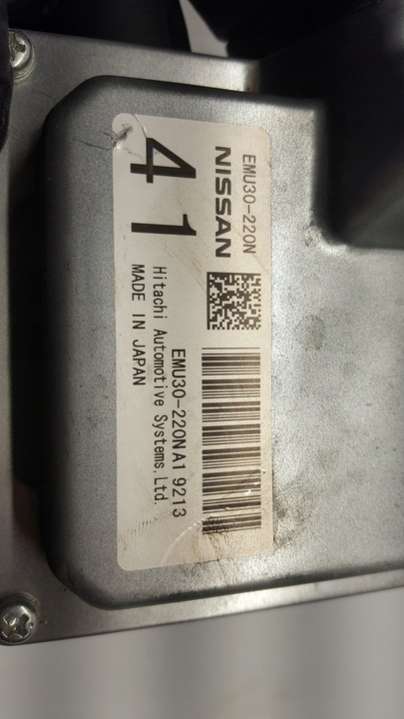 EMU30-220N
NISSAN
41
EMU30-220NA1 9213
Hitachi Automotive Systems,Ltd.
MADE IN JAPAN